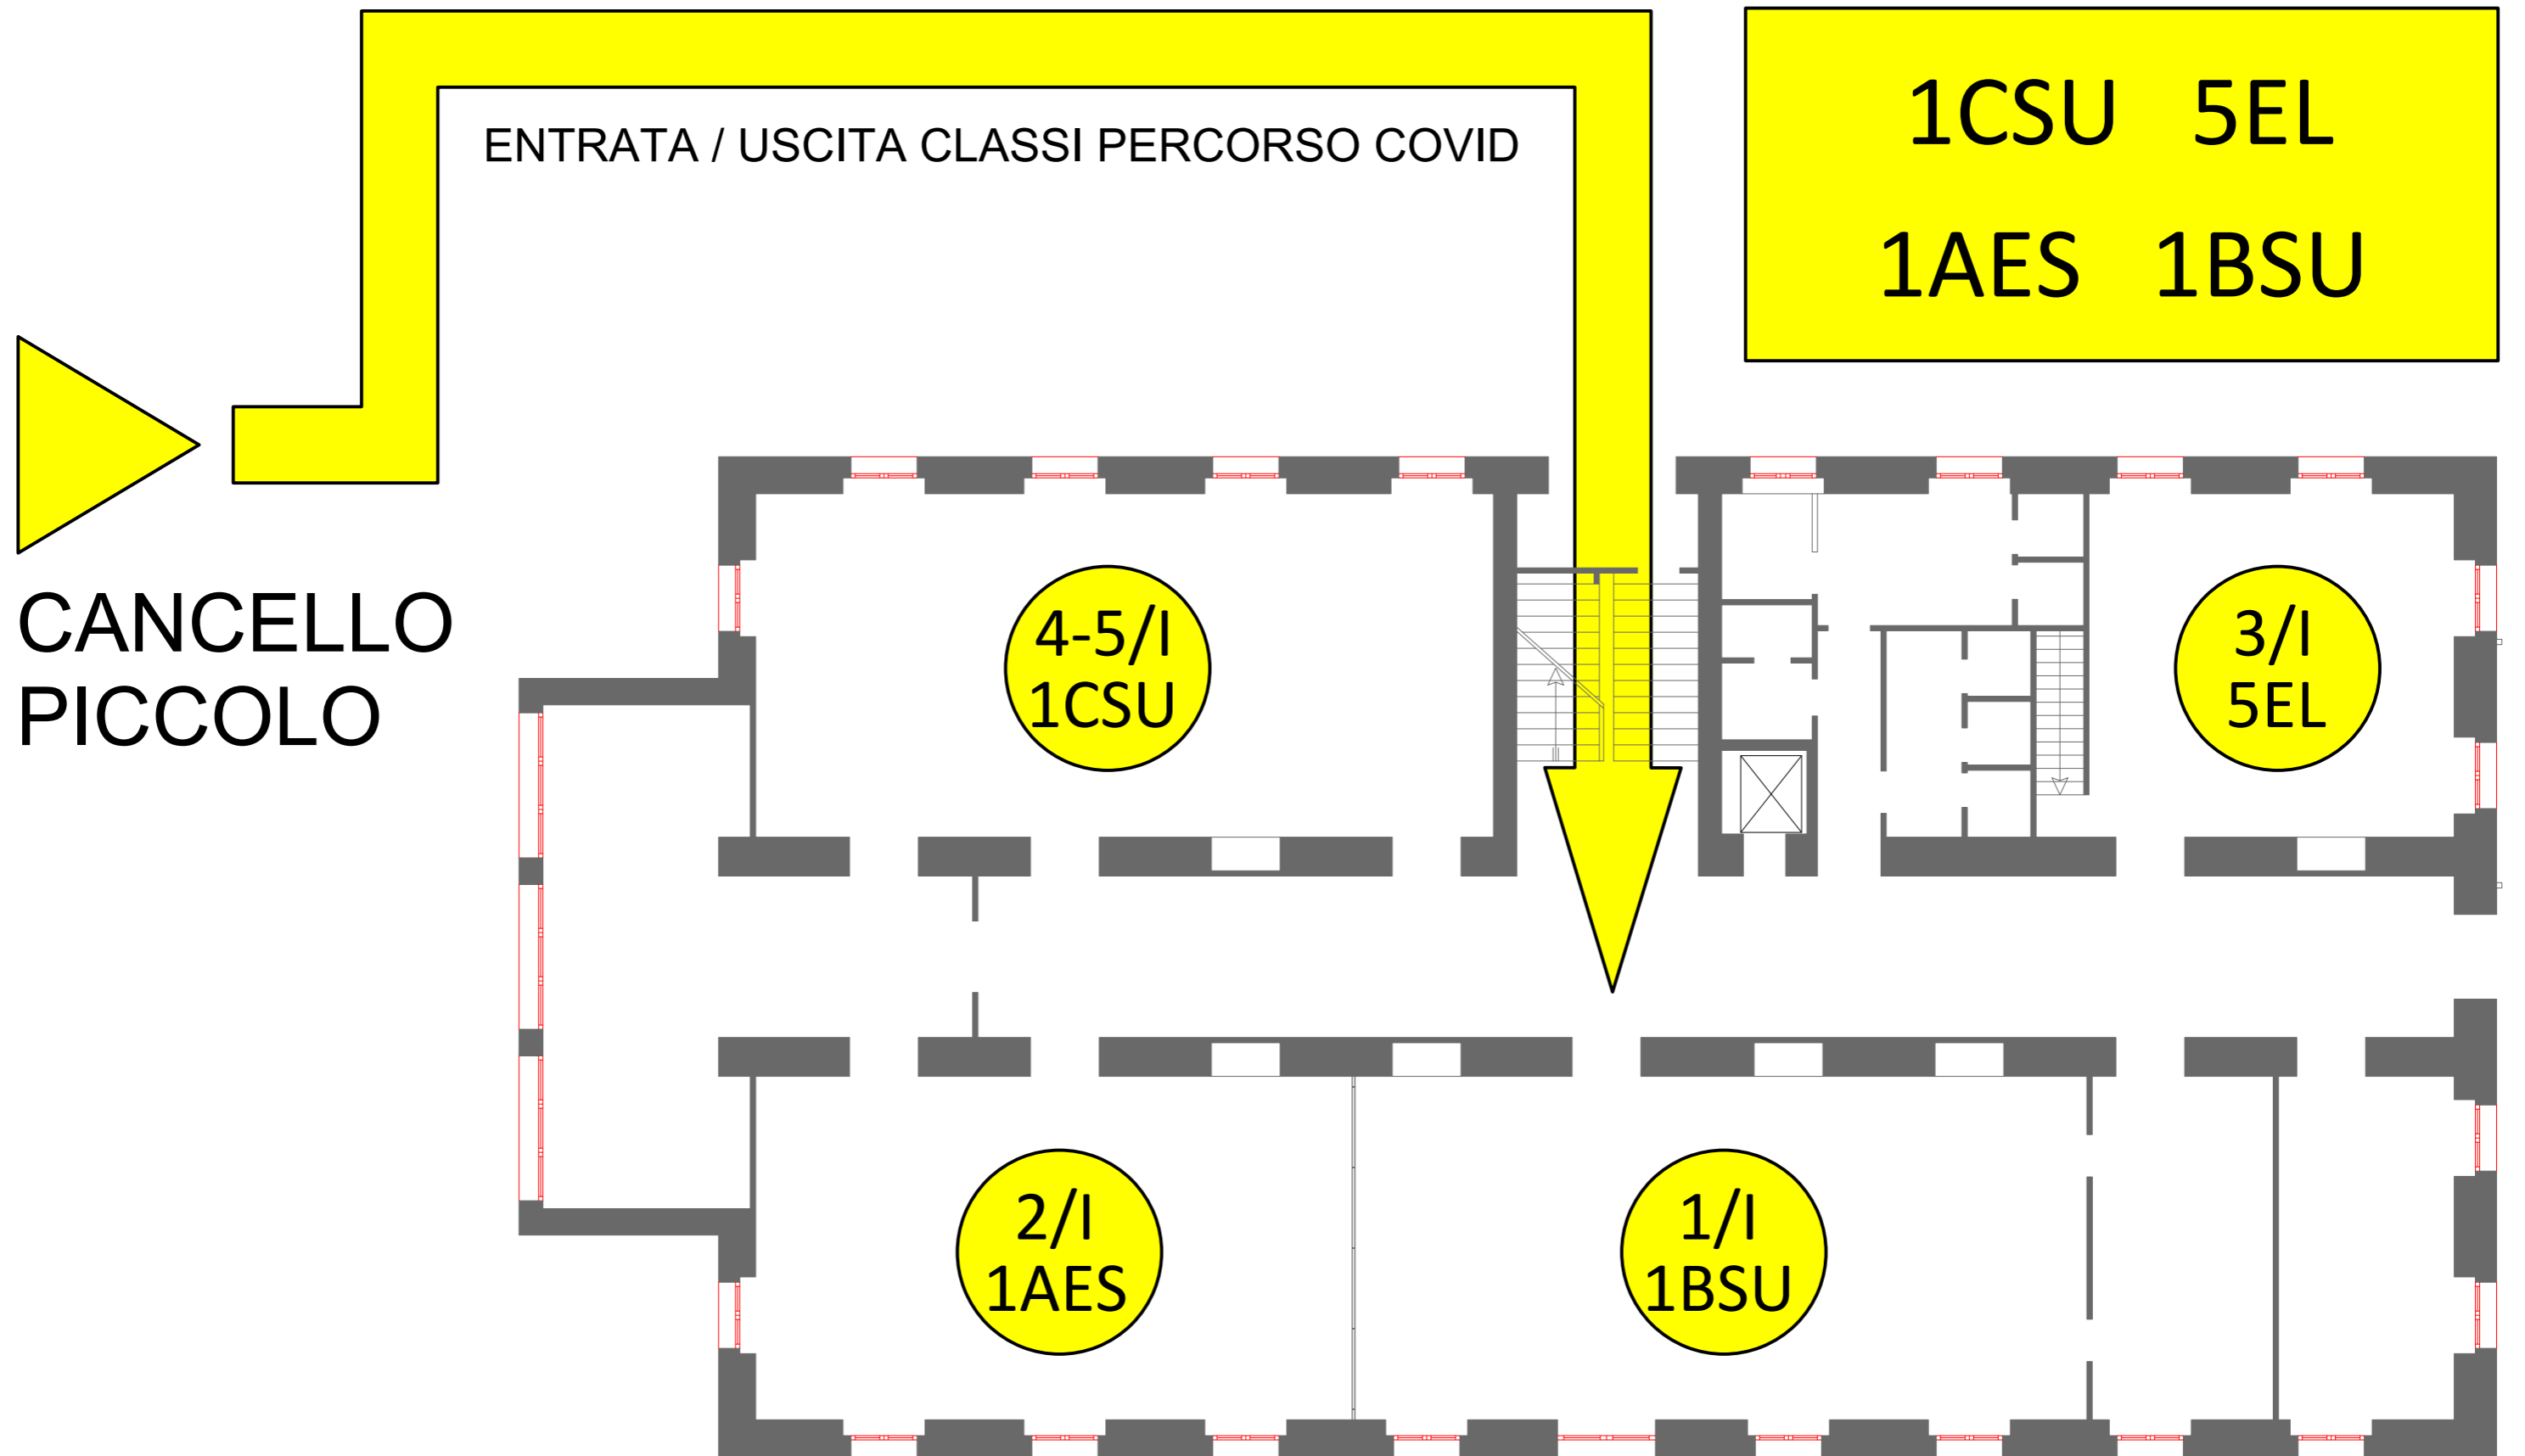 1CSU 5EL
1AES 1BSU
ENTRATA / USCITA CLASSI PERCORSO COVID
CANCELLO
PICCOLO
4-5/I
1CSU
3/I
5EL
2/I
1AES
1/I
1BSU